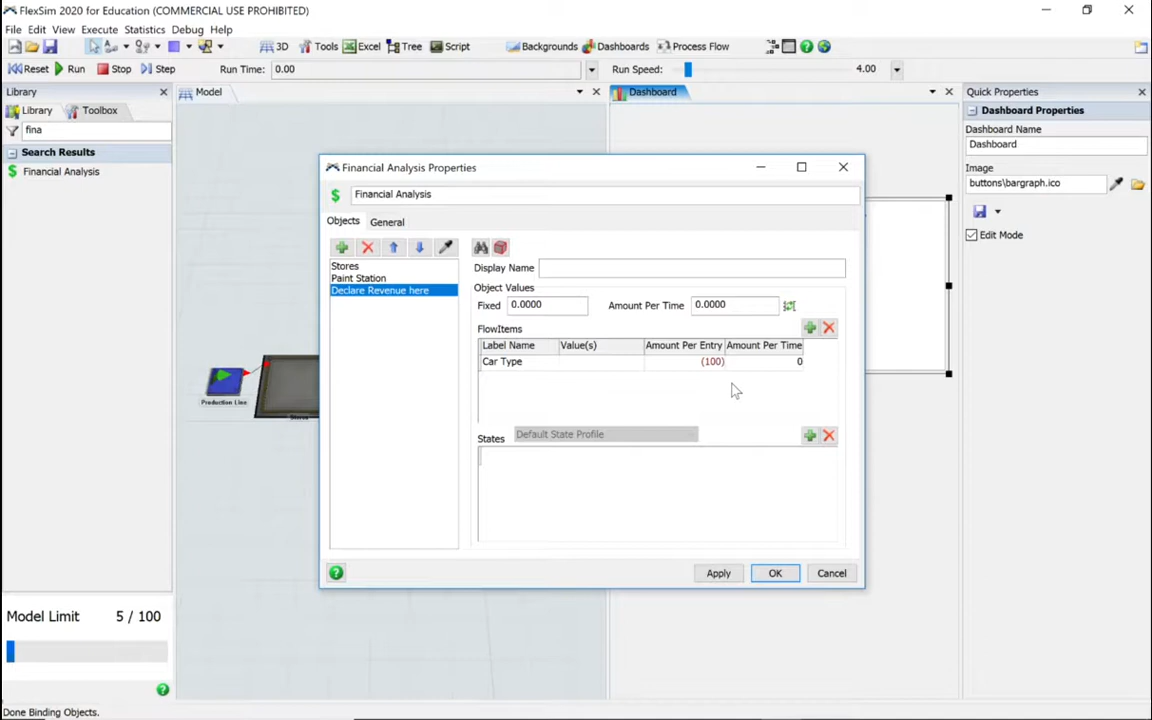 FlexSim 2020 for Education (COMMERCIAL USE PROHIBITED)
File Edit View Execute Statistics Debug Help
3D Tools Excel Tree Script Backgrounds Dashboards Process Flow
Reset Run Stop Step Run Time: 0.00 Run Speed: 4.00
Library
Model
Dashboard
Quick Properties
Library Toolbox
Dashboard Properties
fina
Dashboard Name
Dashboard
Search Results
Financial Analysis
Image
buttons\bargraph.ico
Edit Mode
Financial Analysis Properties
Financial Analysis
Objects General
Stores
Paint Station
Declare Revenue here
Display Name
Object Values
Fixed 0.0000 Amount Per Time 0.0000
FlowItems
Label Name Value(s) Amount Per Entry Amount Per Time
Car Type (100) 0
Production Line
States Default State Profile
Apply OK Cancel
Model Limit 5 / 100
Done Binding Objects.